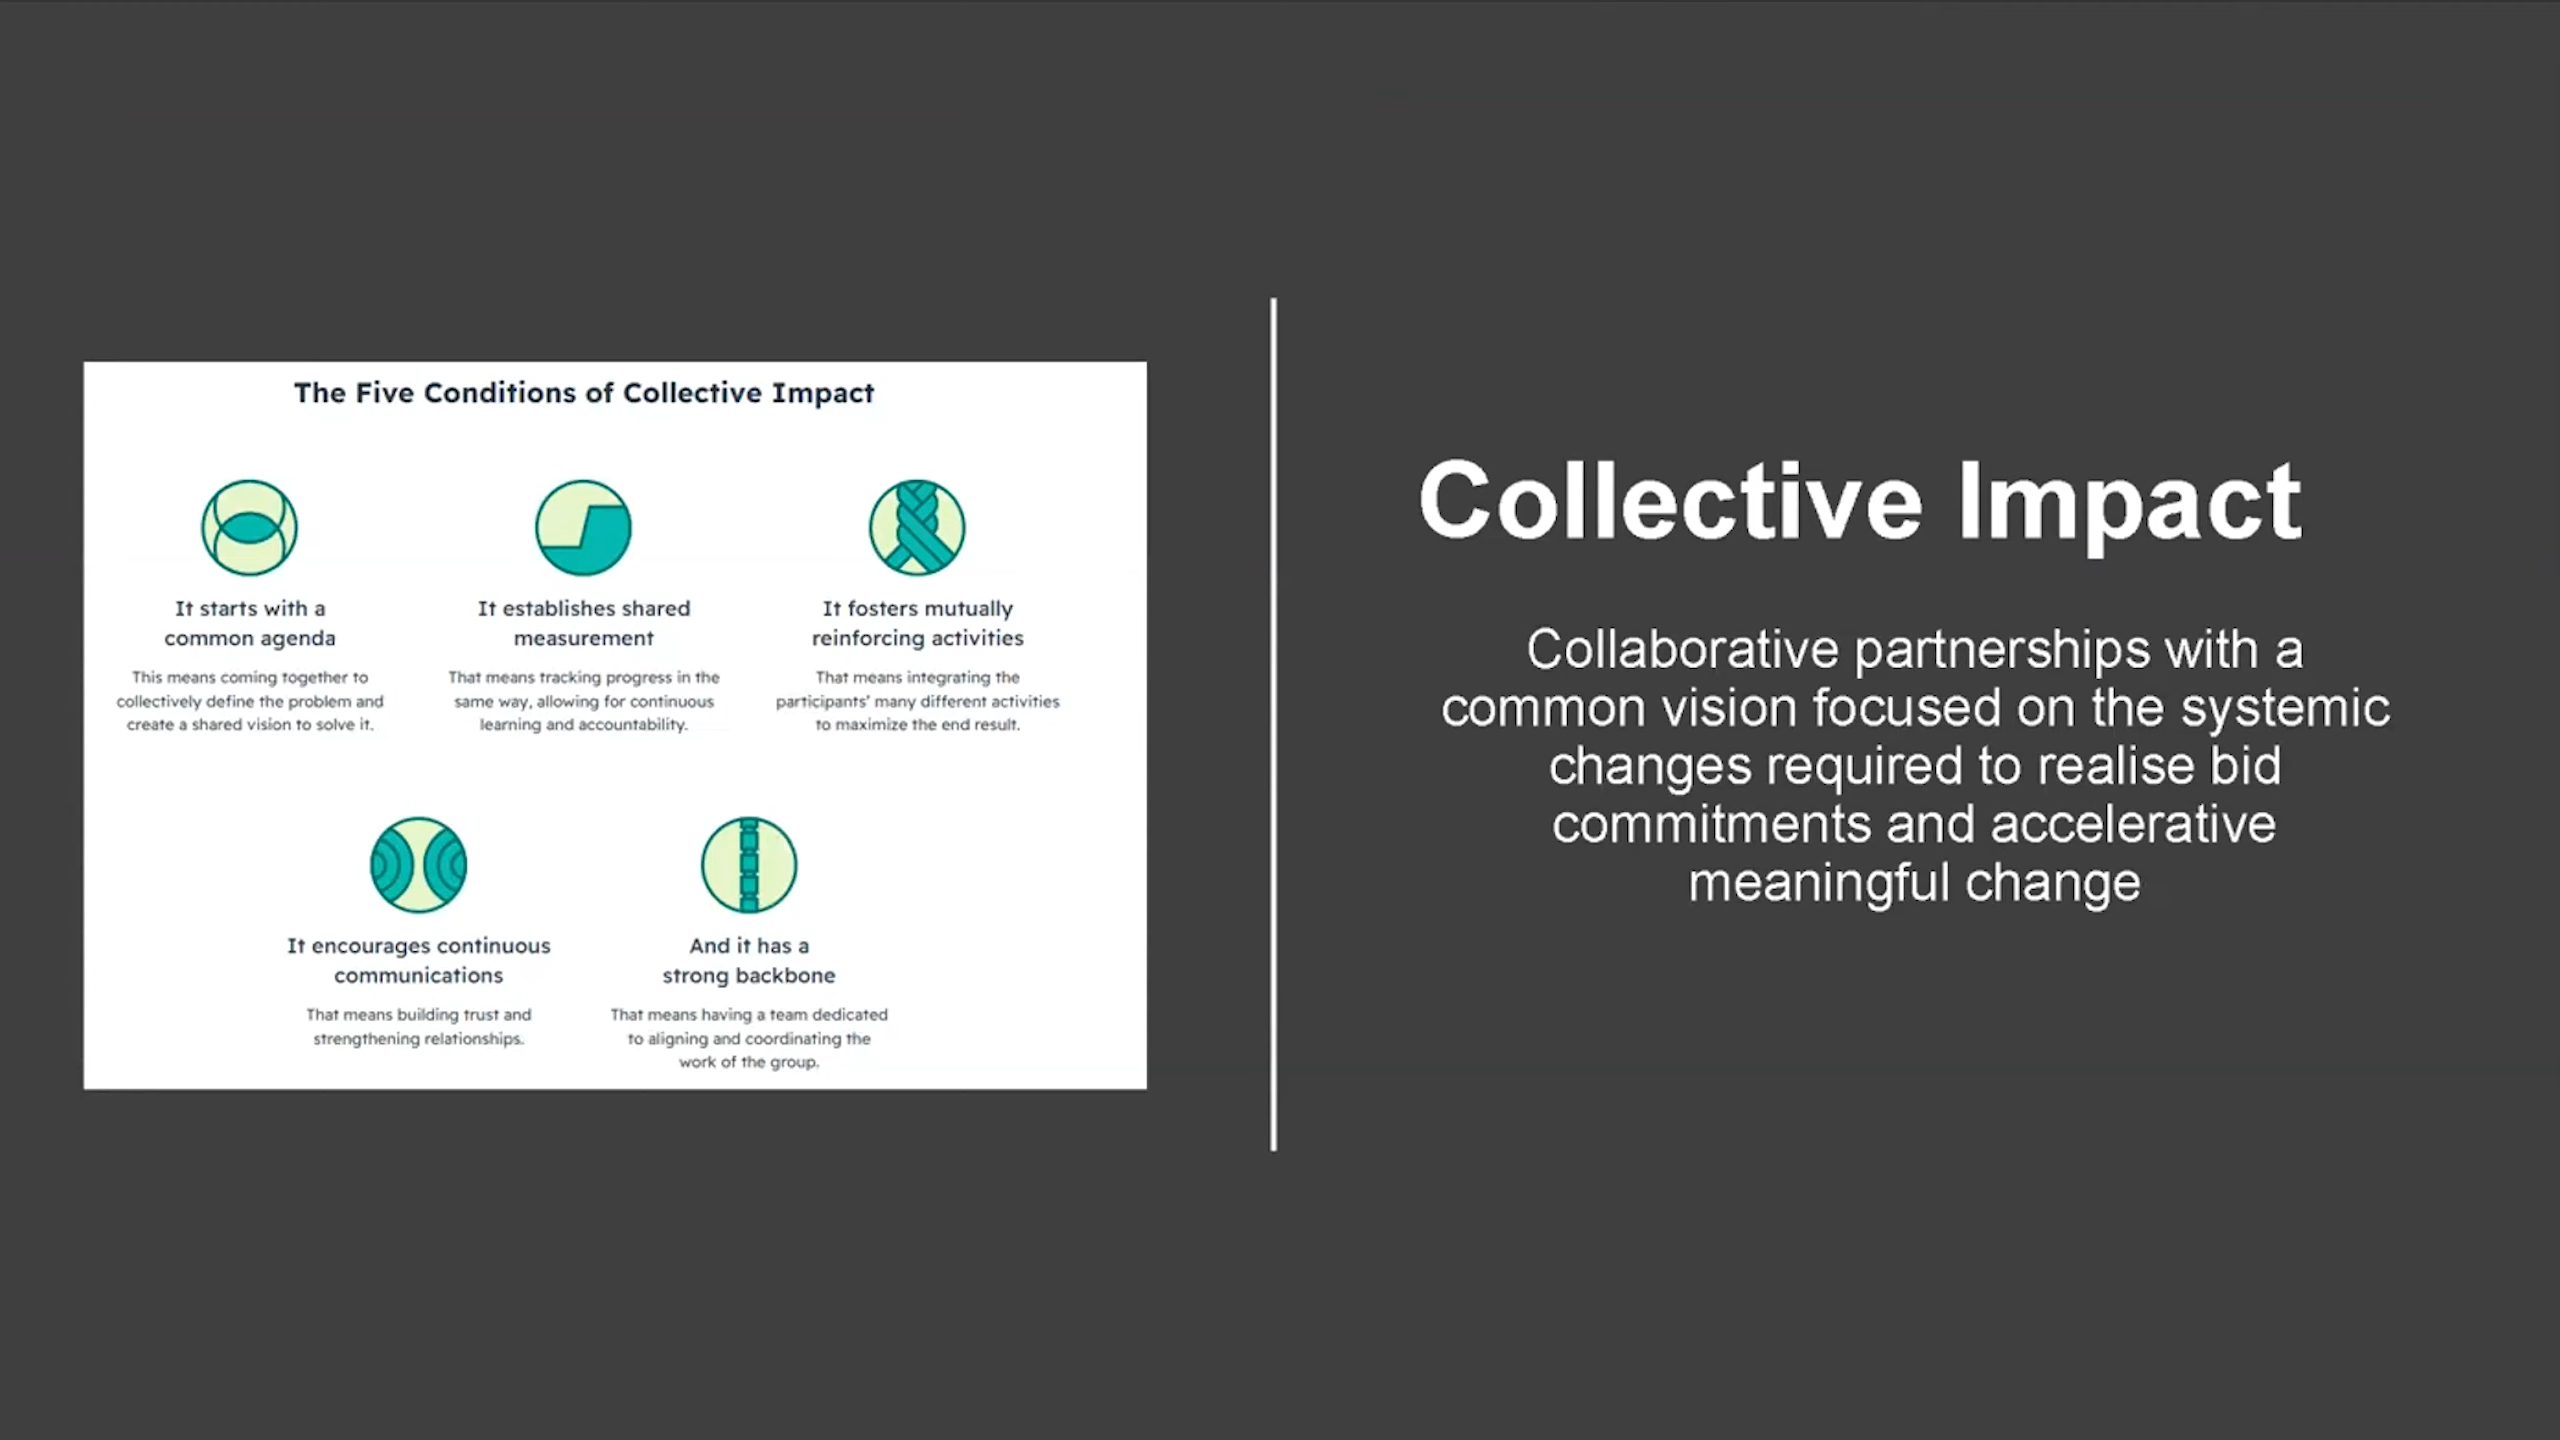 The Five Conditions of Collective Impact
It starts with a
common agenda
This means coming together to
collectively define the problem and
create a shared vision to solve it.
It establishes shared
measurement
That means tracking progress in the
same way, allowing for continuous
learning and accountability.
It fosters mutually
reinforcing activities
That means integrating the
participants' many different activities
to maximize the end result.
It encourages continuous
communications
That means building trust and
strengthening relationships.
And it has a
strong backbone
That means having a team dedicated
to aligning and coordinating the
work of the group.
Collective Impact
Collaborative partnerships with a
common vision focused on the systemic
changes required to realise bid
commitments and accelerative
meaningful change